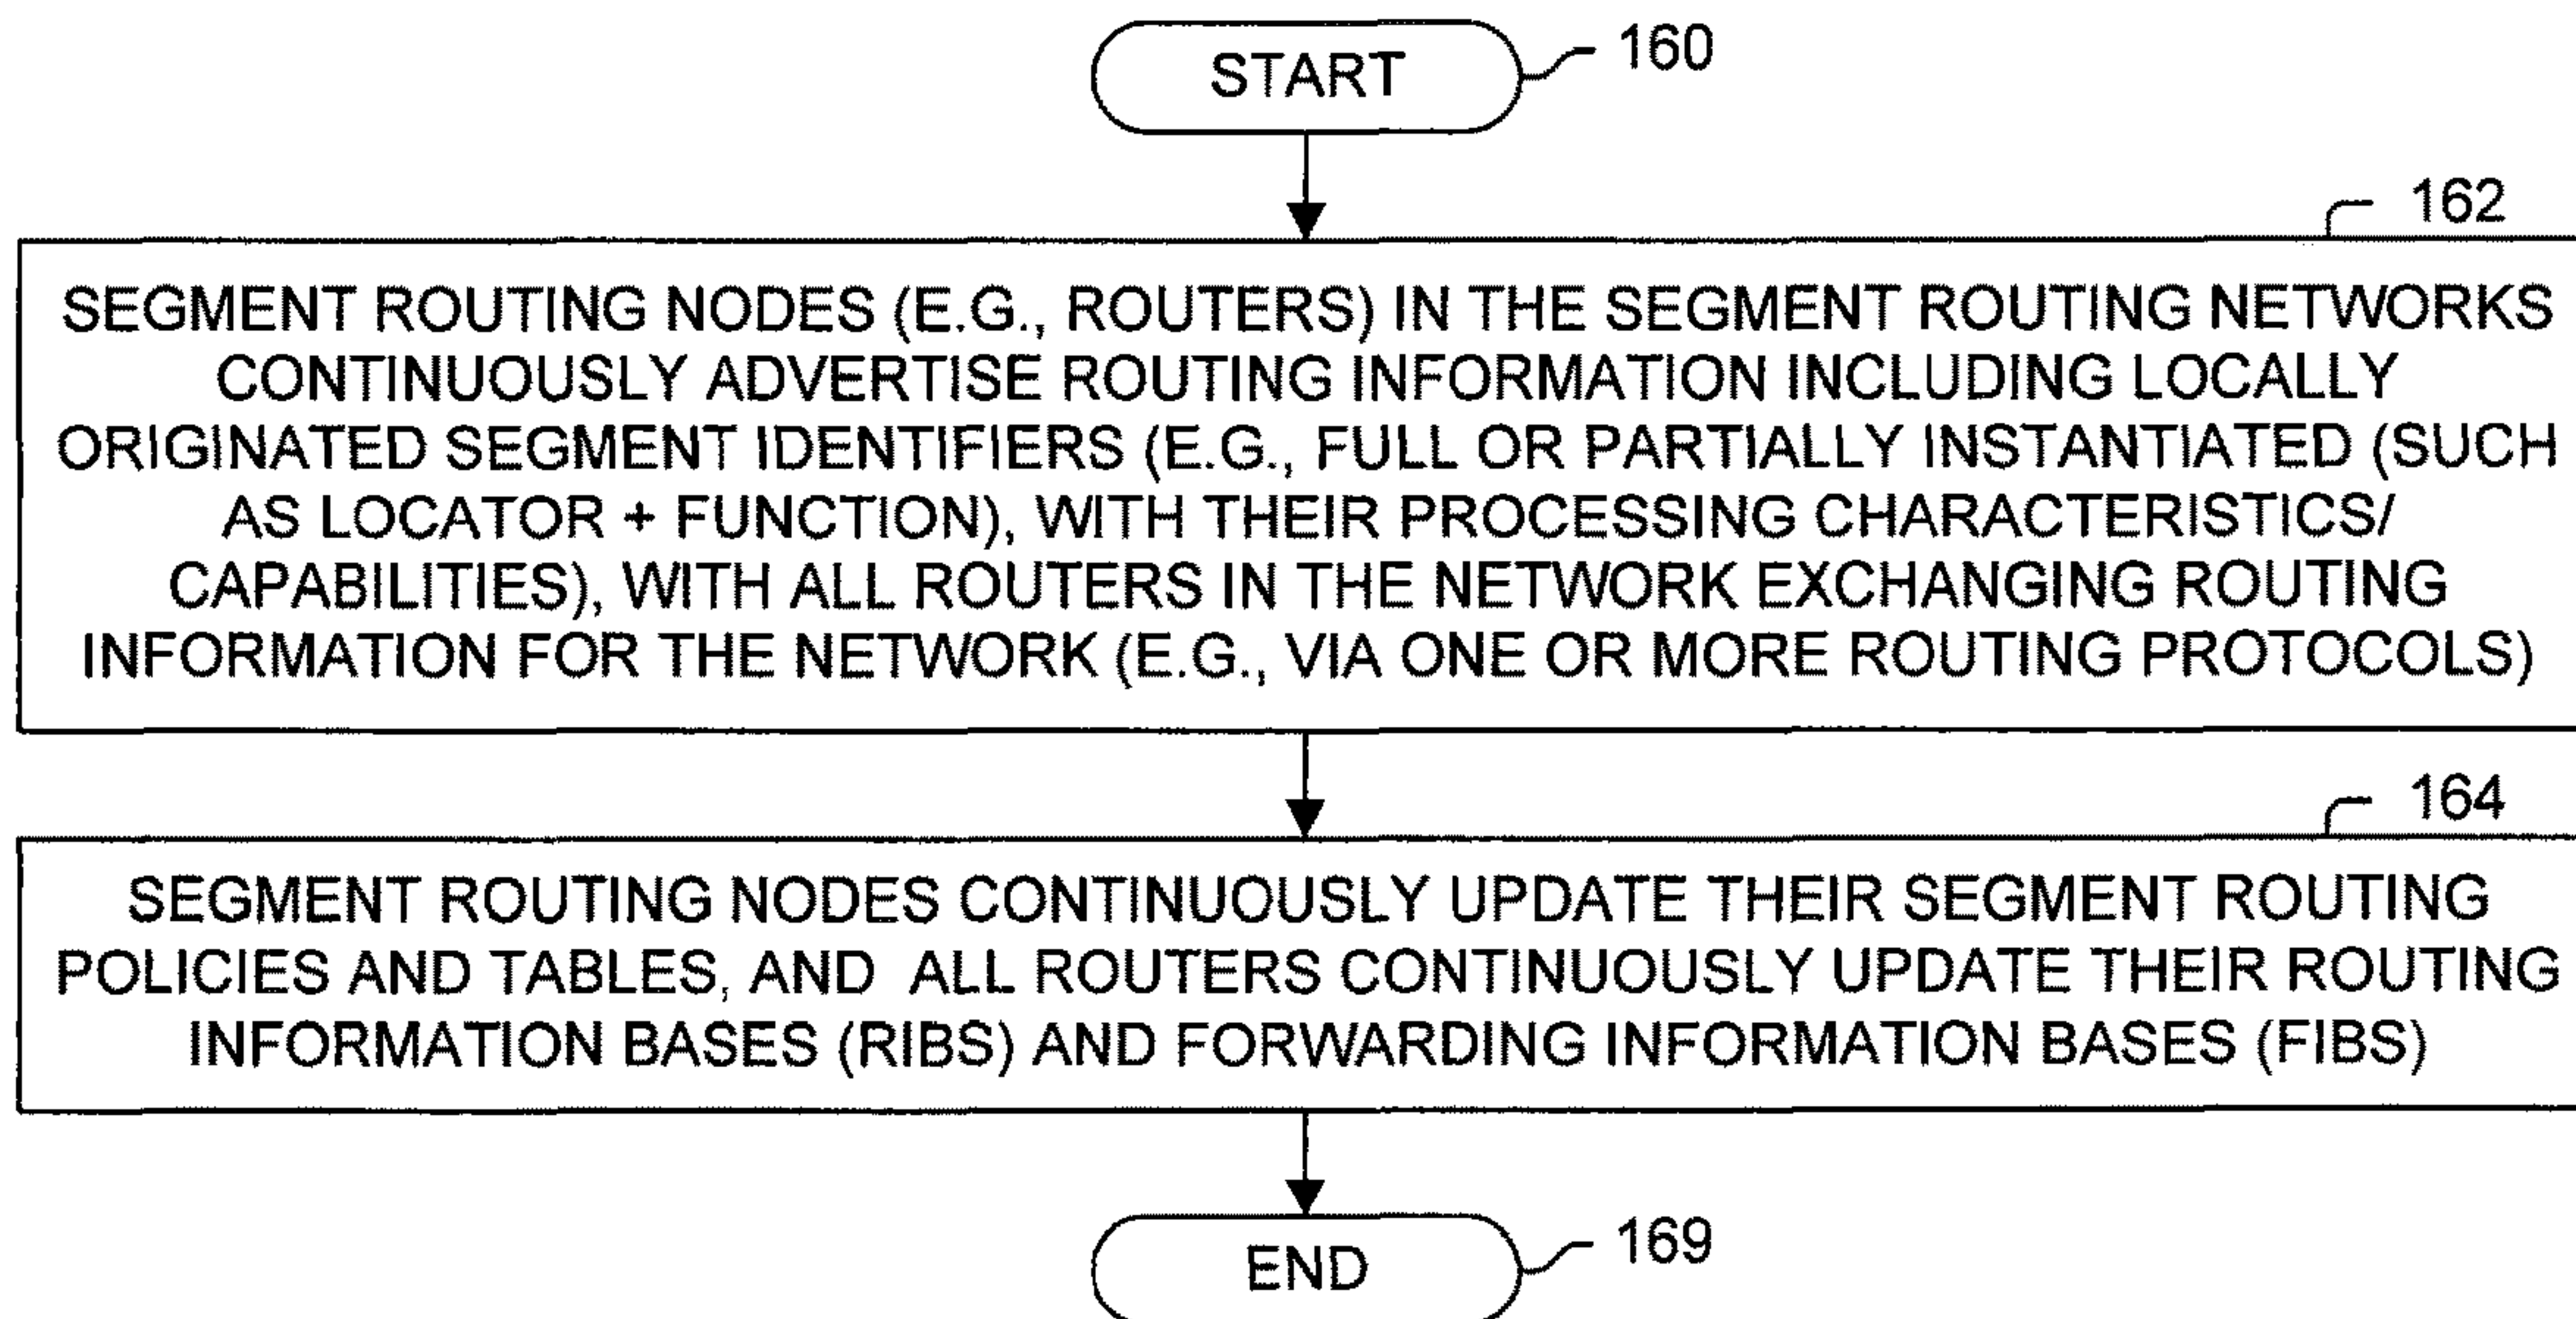 START
160
162
SEGMENT ROUTING NODES (E.G., ROUTERS) IN THE SEGMENT ROUTING NETWORKS
CONTINUOUSLY ADVERTISE ROUTING INFORMATION INCLUDING LOCALLY
ORIGINATED SEGMENT IDENTIFIERS (E.G., FULL OR PARTIALLY INSTANTIATED (SUCH
AS LOCATOR + FUNCTION), WITH THEIR PROCESSING CHARACTERISTICS/
CAPABILITIES), WITH ALL ROUTERS IN THE NETWORK EXCHANGING ROUTING
INFORMATION FOR THE NETWORK (E.G., VIA ONE OR MORE ROUTING PROTOCOLS)
164
SEGMENT ROUTING NODES CONTINUOUSLY UPDATE THEIR SEGMENT ROUTING
POLICIES AND TABLES, AND ALL ROUTERS CONTINUOUSLY UPDATE THEIR ROUTING
INFORMATION BASES (RIBS) AND FORWARDING INFORMATION BASES (FIBS)
END
169